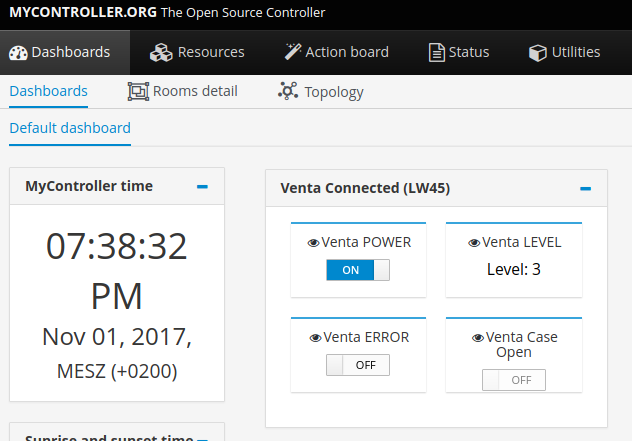 MYCONTROLLER.ORG The Open Source Controller
Dashboards Resources Action board Status Utilities
Dashboards Rooms detail Topology
Default dashboard
MyController time
07:38:32
PM
Nov 01, 2017,
MESZ (+0200)
Sunrise and sunset time
Venta Connected (LW45)
Venta POWER
ON
Venta LEVEL
Level: 3
Venta ERROR
OFF
Venta Case
Open
OFF